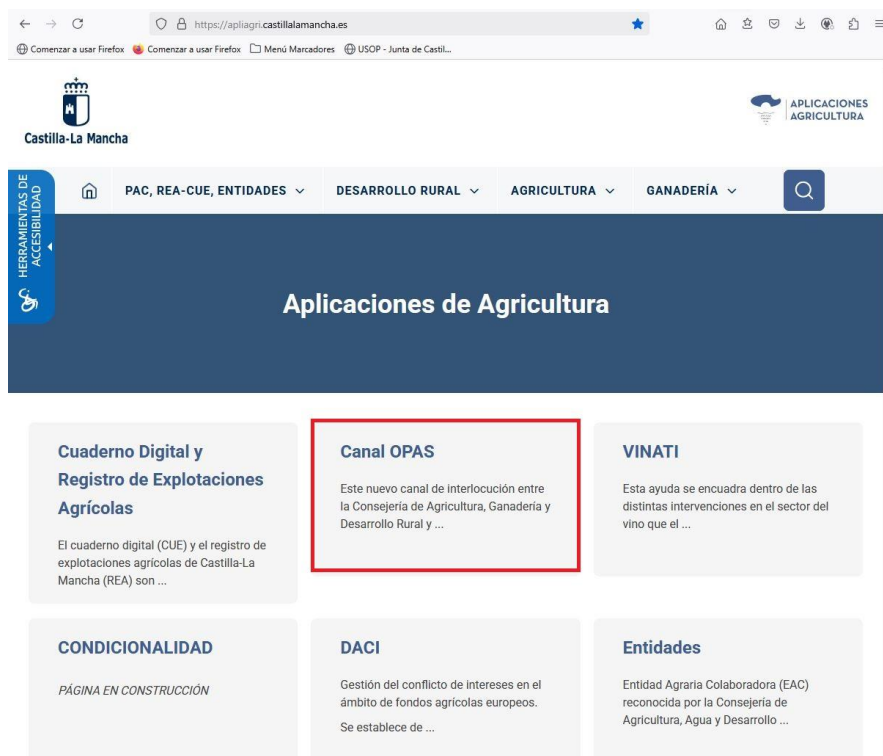 https://apliagri.castillalamancha.es
Comenzar a usar Firefox Comenzar a usar Firefox Menú Marcadores USOP - Junta de Castil...
Castilla-La Mancha
APLICACIONES
AGRICULTURA
HERRAMIENTAS DE
ACCESIBILIDAD
PAC, REA-CUE, ENTIDADES DESARROLLO RURAL AGRICULTURA GANADERÍA
Aplicaciones de Agricultura
Cuaderno Digital y
Registro de Explotaciones
Agrícolas
El cuaderno digital (CUE) y el registro de
explotaciones agrícolas de Castilla-La
Mancha (REA) son ...
Canal OPAS
Este nuevo canal de interlocución entre
la Consejería de Agricultura, Ganadería y
Desarrollo Rural y ...
VINATI
Esta ayuda se encuadra dentro de las
distintas intervenciones en el sector del
vino que el ...
CONDICIONALIDAD
PÁGINA EN CONSTRUCCIÓN
DACI
Gestión del conflicto de intereses en el
ámbito de fondos agrícolas europeos.
Se establece de ...
Entidades
Entidad Agraria Colaboradora (EAC)
reconocida por la Consejería de
Agricultura, Agua y Desarrollo ...